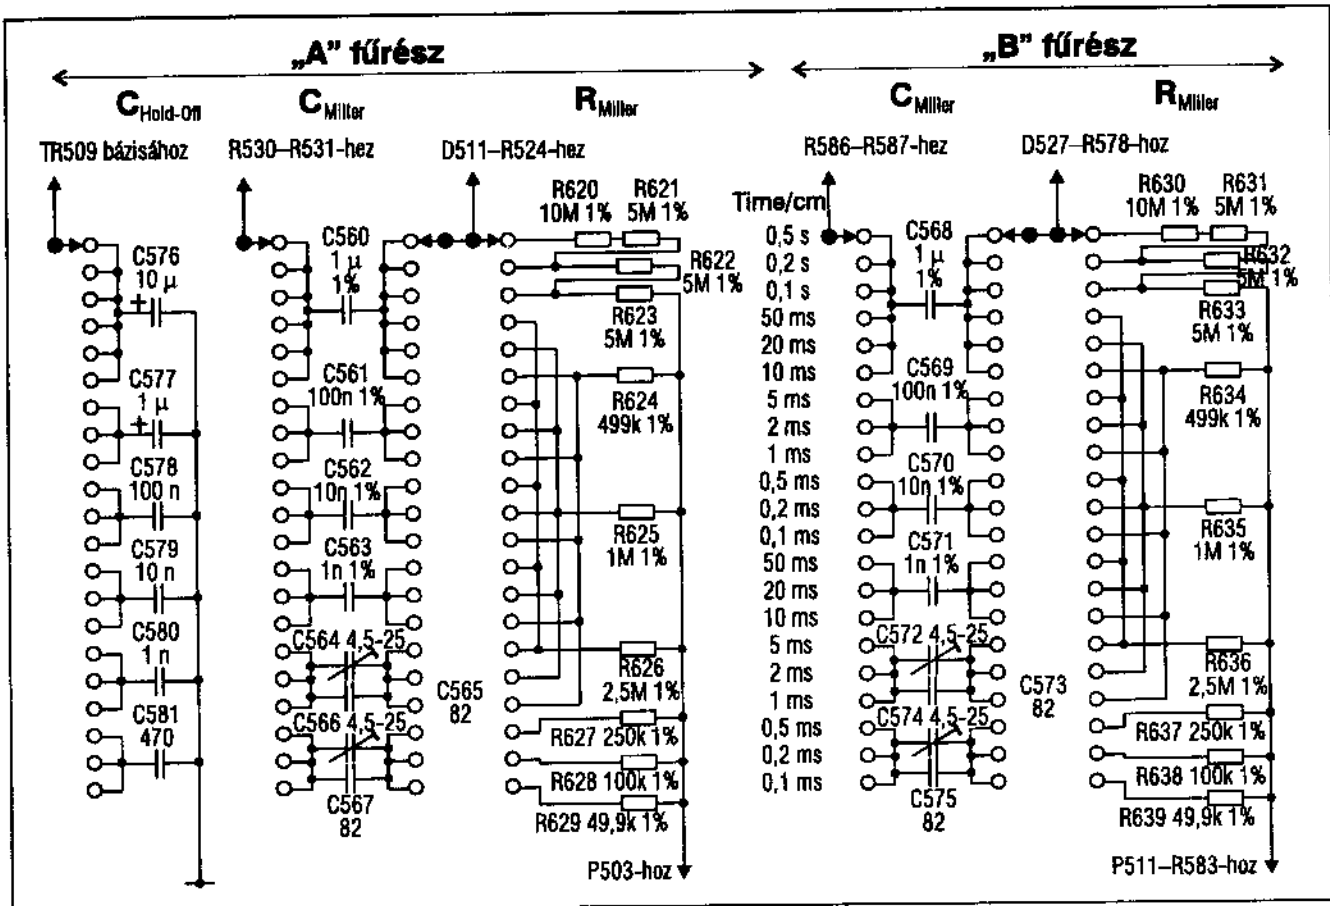 „A” fűrész
„B” fűrész
C Hold-Off
C Miller
R Miller
C Miller
R Miller
TR509 bázisához
R530–R531-hez
D511–R524-hez
R586–R587-hez
D527–R578-hoz
C576
10 µ
+
C577
1 µ
+
C578
100 n
C579
10 n
C580
1 n
C581
470
C560
1 µ
1%
C561
100n 1%
C562
10n 1%
C563
1n 1%
C564 4,5-25
C565
82
C566 4,5-25
C567
82
R620
10M 1%
R621
5M 1%
R622
5M 1%
R623
5M 1%
R624
499k 1%
R625
1M 1%
R626
2,5M 1%
R627 250k 1%
R628 100k 1%
R629 49,9k 1%
P503-hoz
Time/cm
0,5 s
0,2 s
0,1 s
50 ms
20 ms
10 ms
5 ms
2 ms
1 ms
0,5 ms
0,2 ms
0,1 ms
50 ms
20 ms
10 ms
5 ms
2 ms
1 ms
0,5 ms
0,2 ms
0,1 ms
C568
1 µ
1%
C569
100n 1%
C570
10n 1%
C571
1n 1%
C572 4,5-25
C573
82
C574 4,5-25
C575
82
R630
10M 1%
R631
5M 1%
R632
5M 1%
R633
5M 1%
R634
499k 1%
R635
1M 1%
R636
2,5M 1%
R637 250k 1%
R638 100k 1%
R639 49,9k 1%
P511–R583-hoz